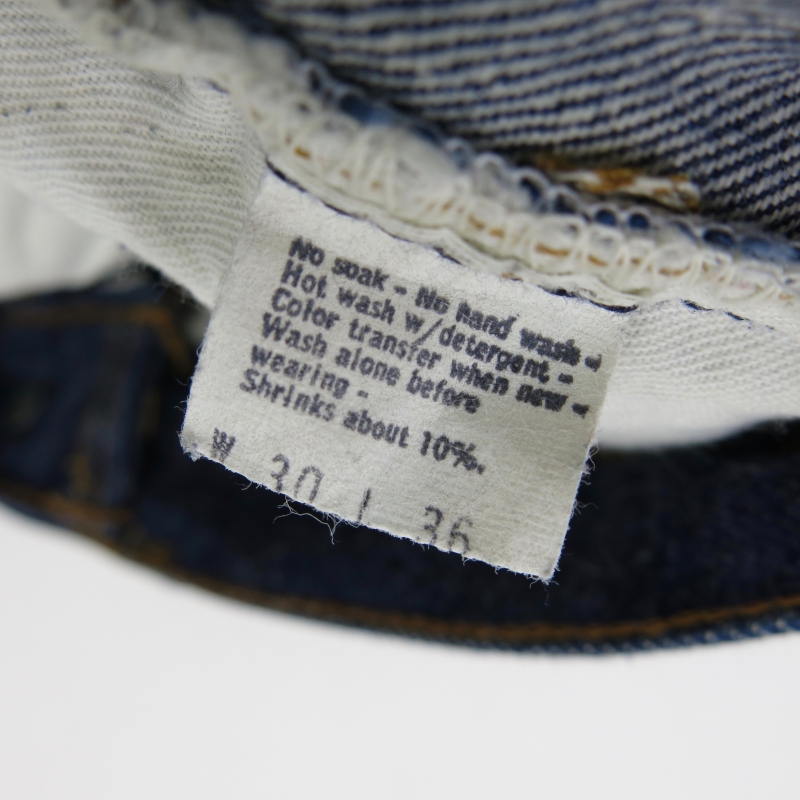 No soak - No hand wash -
Hot wash w/detergent -
Color transfer when new -
Wash alone before
wearing -
Shrinks about 10%.
W 30 L 36